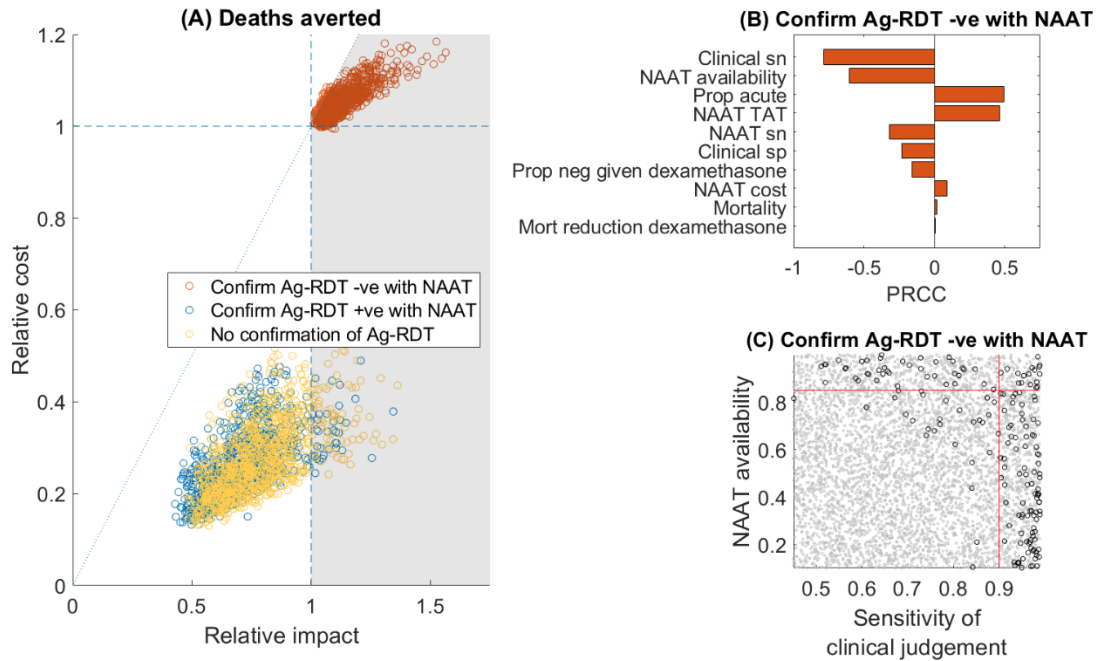 (A) Deaths averted
1.2
1
0.8
0.6
0.4
0.2
0
Relative cost
Confirm Ag-RDT -ve with NAAT
Confirm Ag-RDT +ve with NAAT
No confirmation of Ag-RDT
0
0.5
1
1.5
Relative impact
(B) Confirm Ag-RDT -ve with NAAT
Clinical sn
NAAT availability
Prop acute
NAAT TAT
NAAT sn
Clinical sp
Prop neg given dexamethasone
NAAT cost
Mortality
Mort reduction dexamethasone
-1
-0.5
0
0.5
PRCC
(C) Confirm Ag-RDT -ve with NAAT
NAAT availability
0.8
0.6
0.4
0.2
0.5
0.6
0.7
0.8
0.9
Sensitivity of
clinical judgement